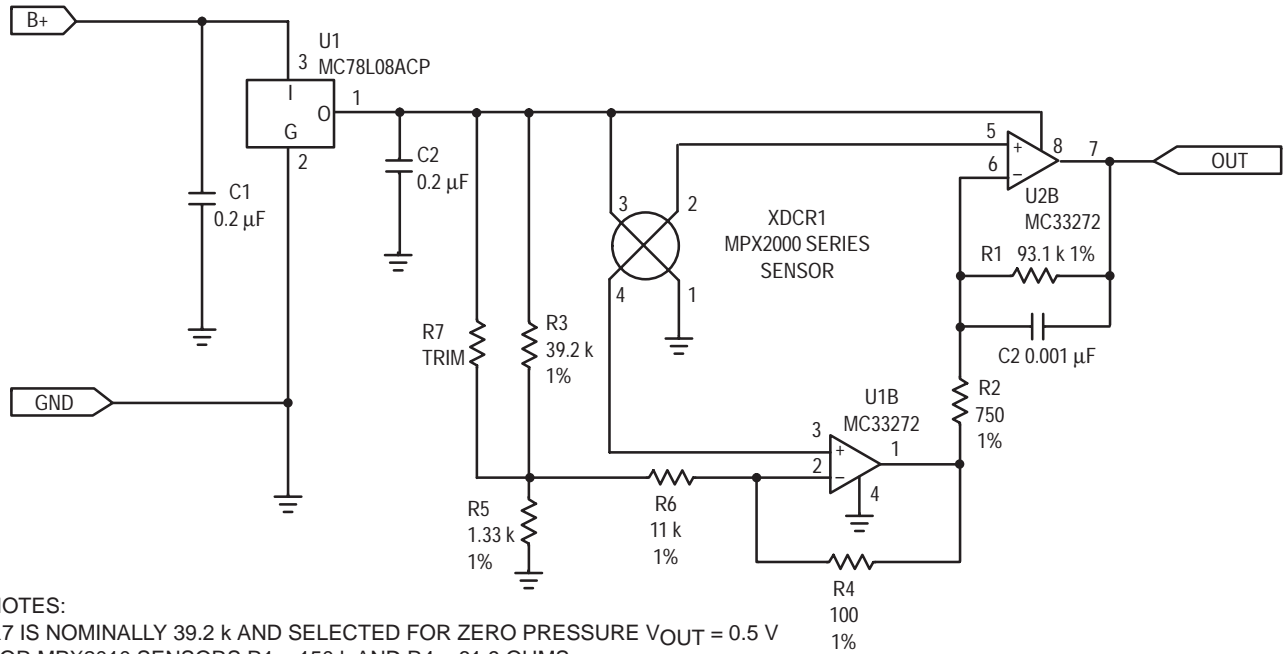 B+
U1
MC78L08ACP
3
I
O
G
1
2
C1
0.2 µF
C2
0.2 µF
GND
R7
TRIM
R3
39.2 k
1%
3
2
4
1
XDCR1
MPX2000 SERIES
SENSOR
5
6
+
−
8
7
OUT
U2B
MC33272
R1 93.1 k 1%
C2 0.001 µF
R2
750
1%
U1B
MC33272
3
2
+
−
1
4
R5
1.33 k
1%
R6
11 k
1%
R4
100
1%
NOTES:
7 IS NOMINALLY 39.2 k AND SELECTED FOR ZERO PRESSURE VOUT = 0.5 V